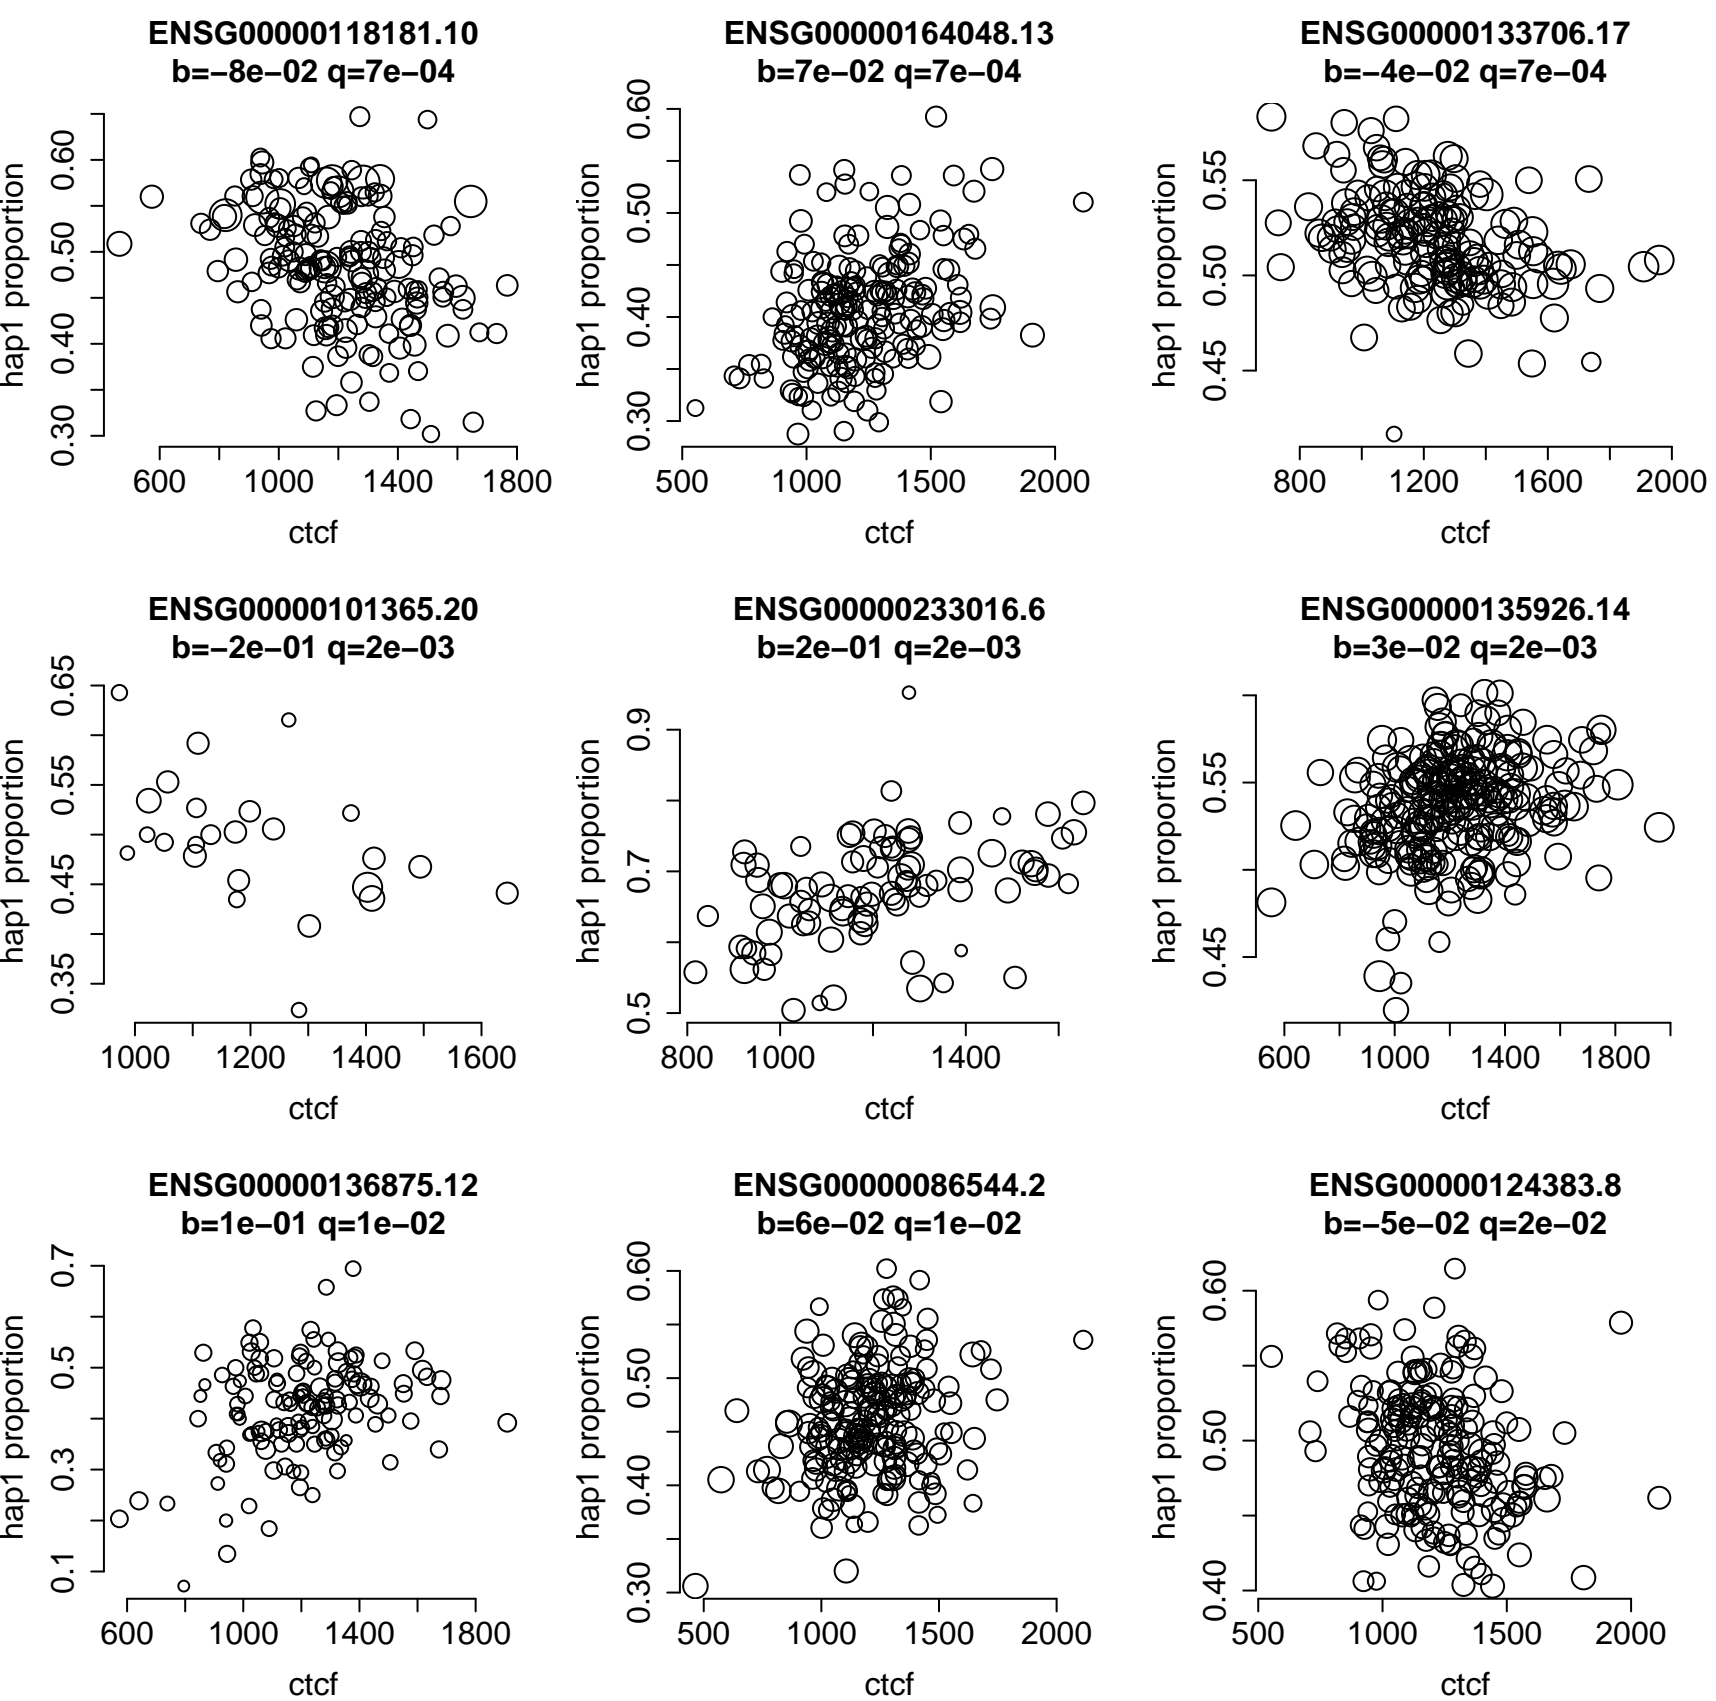 ENSG00000118181.10
b=−8e−02 q=7e−04
hap1 proportion
0.30 0.40 0.50 0.60
600 1000 1400 1800
ctcf
ENSG00000164048.13
b=7e−02 q=7e−04
hap1 proportion
0.30 0.40 0.50 0.60
500 1000 1500 2000
ctcf
ENSG00000133706.17
b=−4e−02 q=7e−04
hap1 proportion
0.45 0.50 0.55
800 1200 1600 2000
ctcf
ENSG00000101365.20
b=−2e−01 q=2e−03
hap1 proportion
0.35 0.45 0.55 0.65
1000 1200 1400 1600
ctcf
ENSG00000233016.6
b=2e−01 q=2e−03
hap1 proportion
0.5 0.7 0.9
800 1000 1400
ctcf
ENSG00000135926.14
b=3e−02 q=2e−03
hap1 proportion
0.45 0.55
600 1000 1400 1800
ctcf
ENSG00000136875.12
b=1e−01 q=1e−02
hap1 proportion
0.1 0.3 0.5 0.7
600 1000 1400 1800
ctcf
ENSG00000086544.2
b=6e−02 q=1e−02
hap1 proportion
0.30 0.40 0.50 0.60
500 1000 1500 2000
ctcf
ENSG00000124383.8
b=−5e−02 q=2e−02
hap1 proportion
0.40 0.50 0.60
500 1000 1500 2000
ctcf